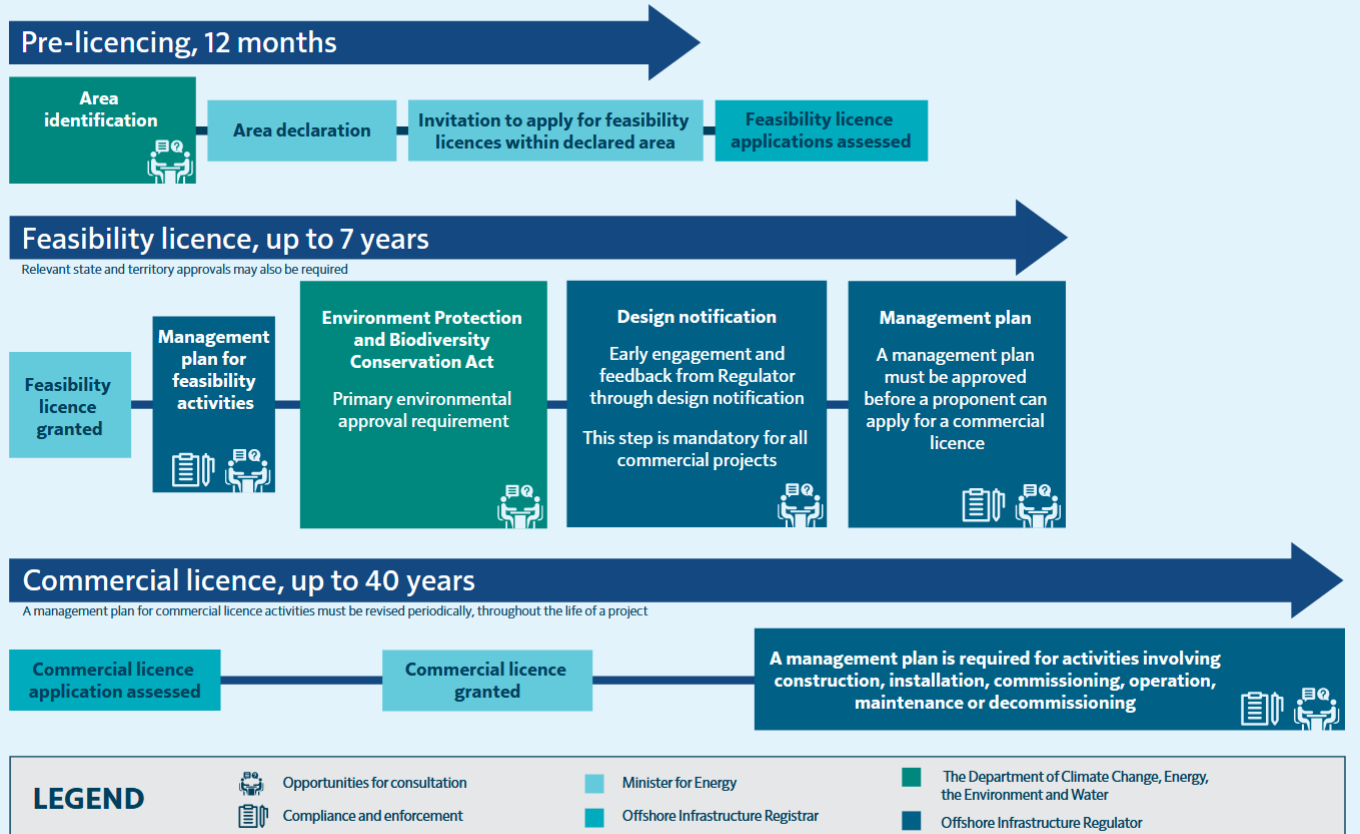 Pre-licencing, 12 months
Area
identification
Area declaration
Invitation to apply for feasibility
licences within declared area
Feasibility licence
applications assessed
Feasibility licence, up to 7 years
Relevant state and territory approvals may also be required
Feasibility
licence
granted
Management
plan for
feasibility
activities
Environment Protection
and Biodiversity
Conservation Act
Primary environmental
approval requirement
Design notification
Early engagement and
feedback from Regulator
through design notification
This step is mandatory for all
commercial projects
Management plan
A management plan
must be approved
before a proponent can
apply for a commercial
licence
Commercial licence, up to 40 years
A management plan for commercial licence activities must be revised periodically, throughout the life of a project
Commercial licence
application assessed
Commercial licence
granted
A management plan is required for activities involving
construction, installation, commissioning, operation,
maintenance or decommissioning
LEGEND
Opportunities for consultation
Compliance and enforcement
Minister for Energy
Offshore Infrastructure Registrar
The Department of Climate Change, Energy,
the Environment and Water
Offshore Infrastructure Regulator